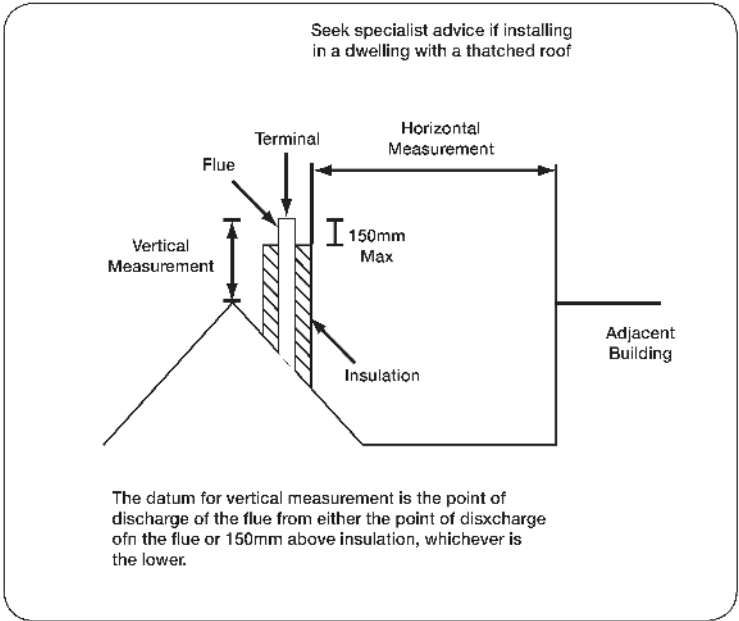 Seek specialist advice if installing
in a dwelling with a thatched roof
Horizontal
Measurement
Terminal
Flue
150mm
Max
Vertical
Measurement
Adjacent
Building
Insulation
The datum for vertical measurement is the point of
discharge of the flue from either the point of disxcharge
ofn the flue or 150mm above insulation, whichever is
the lower.